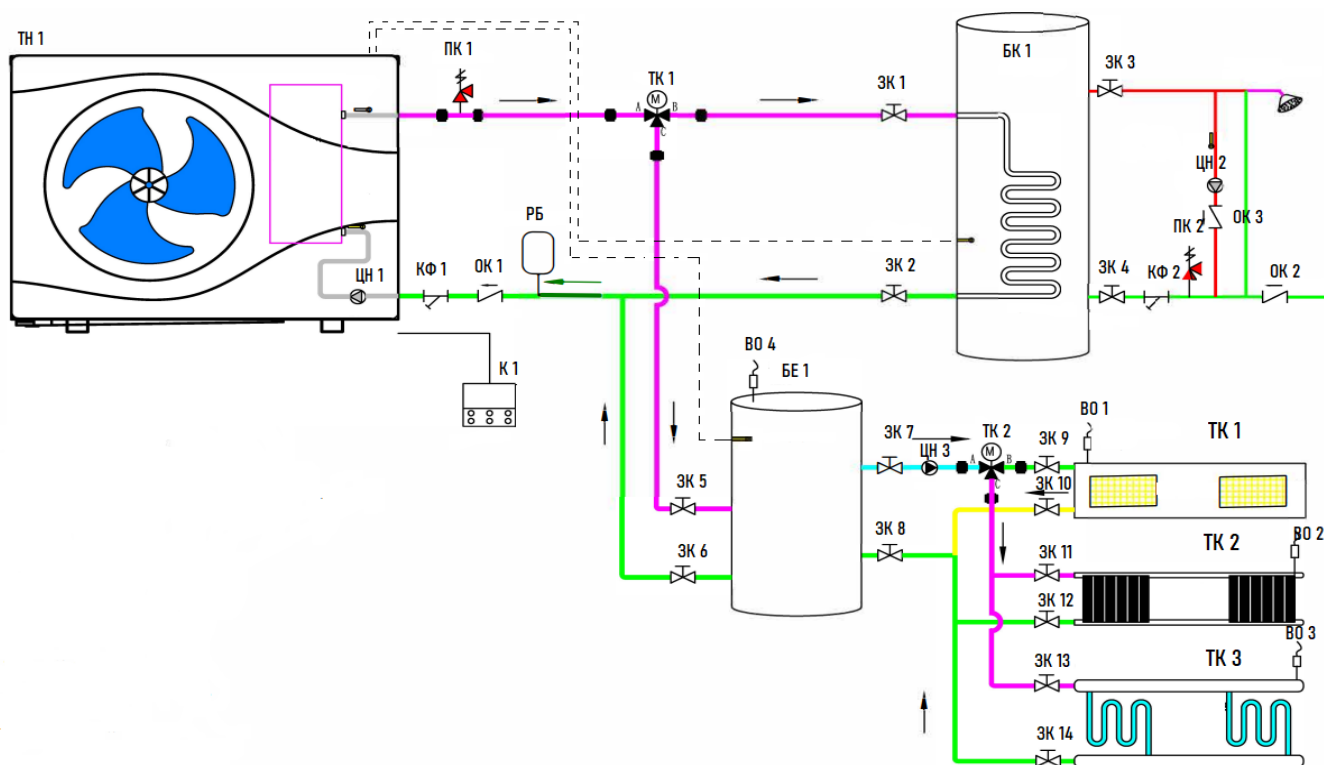 ТН 1
ПК 1
ТК 1
M
A
B
C
ЗК 1
БК 1
ЗК 3
ЦН 2
ОК 3
ПК 2
РБ
ЗК 2
ЗК 4
КФ 2
ОК 2
ЦН 1
КФ 1
ОК 1
К 1
ВО 4
БЕ 1
ЗК 5
ЗК 6
ЗК 7
ЦН 3
ТК 2
M
A
B
C
ЗК 9
ВО 1
ТК 1
ЗК 10
ЗК 8
ЗК 11
ТК 2
ВО 2
ЗК 12
ВО 3
ЗК 13
ТК 3
ЗК 14